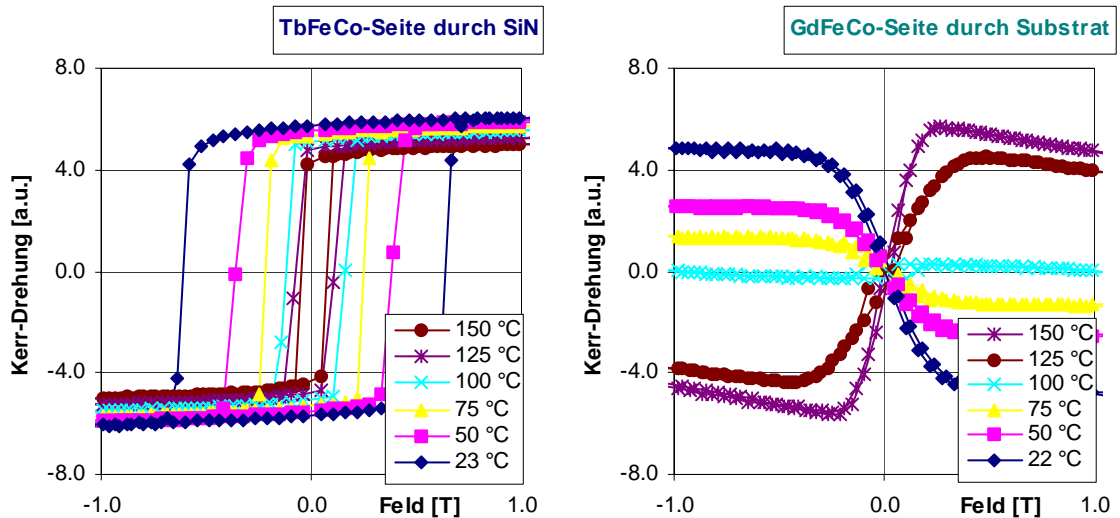 TbFeCo-Seite durch SiN
8.0
4.0
0.0
-4.0
-8.0
-1.0
0.0
1.0
Feld [T]
Kerr-Drehung [a.u.]
150 °C
125 °C
100 °C
75 °C
50 °C
23 °C
GdFeCo-Seite durch Substrat
8.0
4.0
0.0
-4.0
-8.0
-1.0
0.0
1.0
Feld [T]
Kerr-Drehung [a.u.]
150 °C
125 °C
100 °C
75 °C
50 °C
22 °C